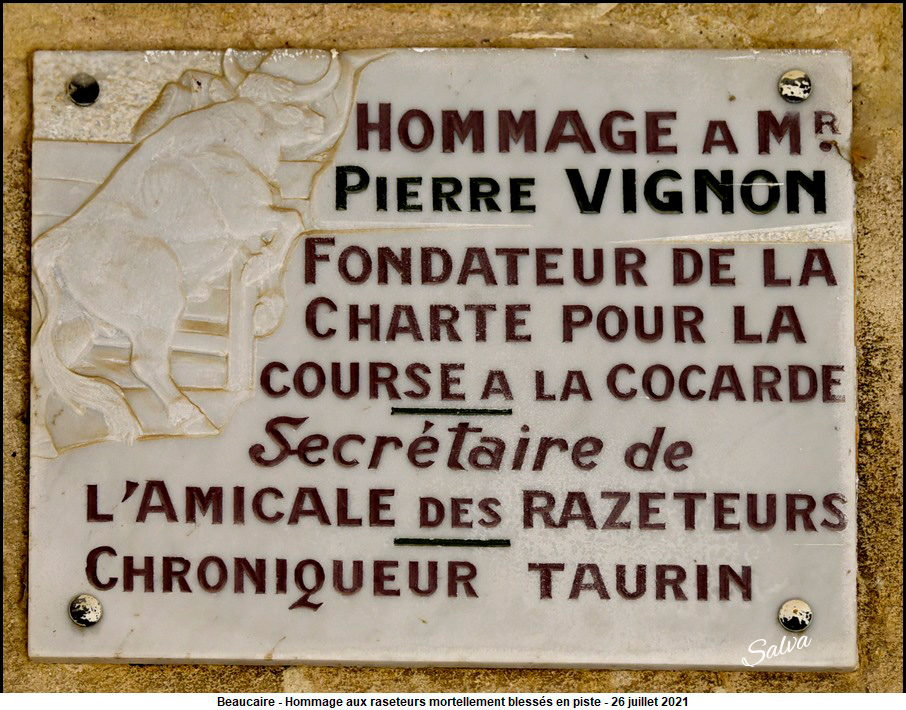 HOMMAGE A MR.
PIERRE VIGNON
FONDATEUR DE LA
CHARTE POUR LA
COURSE A LA COCARDE
Secrétaire de
L'AMICALE DES RAZETEURS
CHRONIQUEUR TAURIN
Salva
Beaucaire - Hommage aux raseteurs mortellement blessés en piste - 26 juillet 2021